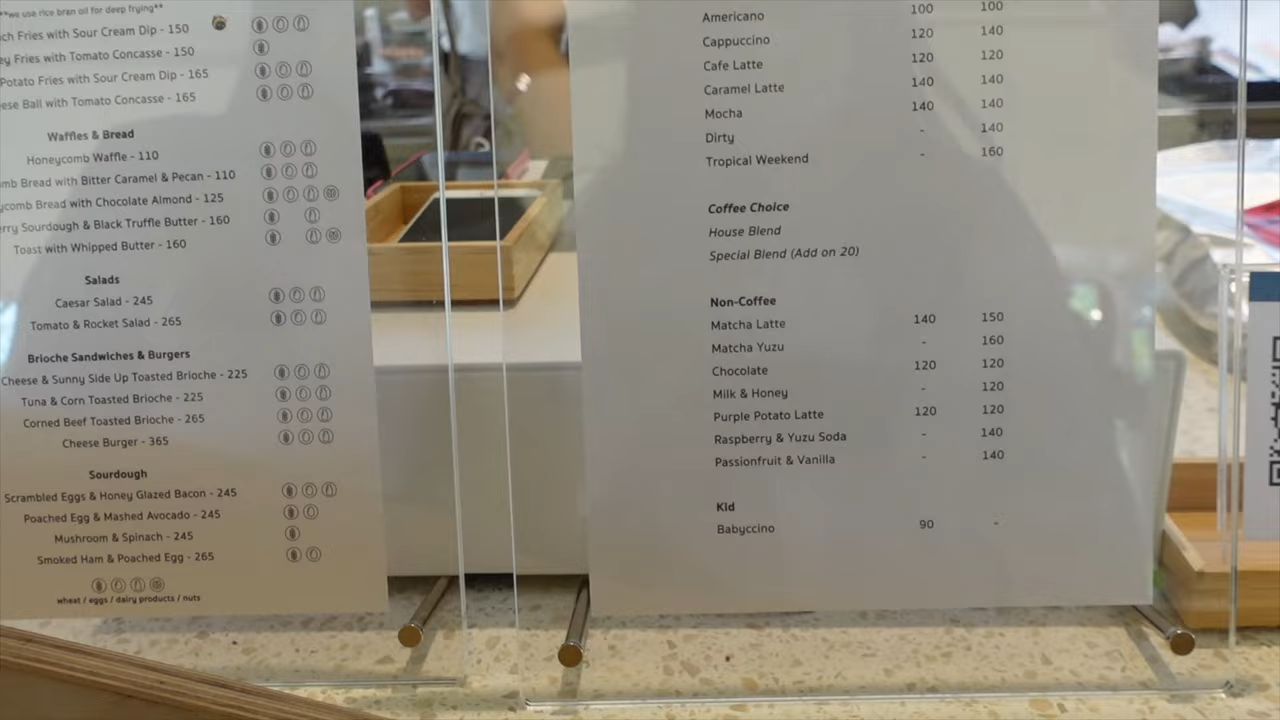 **we use rice bran oil for deep frying**
Fries with Sour Cream Dip - 150
Fries with Tomato Concasse - 150
Potato Fries with Sour Cream Dip - 165
Ball with Tomato Concasse - 165
Waffles & Bread
Honeycomb Waffle - 110
Bread with Bitter Caramel & Pecan - 110
Bread with Chocolate Almond - 125
Sourdough & Black Truffle Butter - 160
Toast with Whipped Butter - 160
Salads
Caesar Salad - 245
Tomato & Rocket Salad - 265
Brioche Sandwiches & Burgers
Cheese & Sunny Side Up Toasted Brioche - 225
Tuna & Corn Toasted Brioche - 225
Corned Beef Toasted Brioche - 265
Cheese Burger - 365
Sourdough
Scrambled Eggs & Honey Glazed Bacon - 245
Poached Egg & Mashed Avocado - 245
Mushroom & Spinach - 245
Smoked Ham & Poached Egg - 265
wheat / eggs / dairy products / nuts
Americano 100 100
Cappuccino 120 140
Cafe Latte 120 120
Caramel Latte 140 140
Mocha 140 140
Dirty - 140
Tropical Weekend - 160
Coffee Choice
House Blend
Special Blend (Add on 20)
Non-Coffee
Matcha Latte 140 150
Matcha Yuzu - 160
Chocolate 120 120
Milk & Honey - 120
Purple Potato Latte 120 120
Raspberry & Yuzu Soda - 140
Passionfruit & Vanilla - 140
Kid
Babyccino 90 -